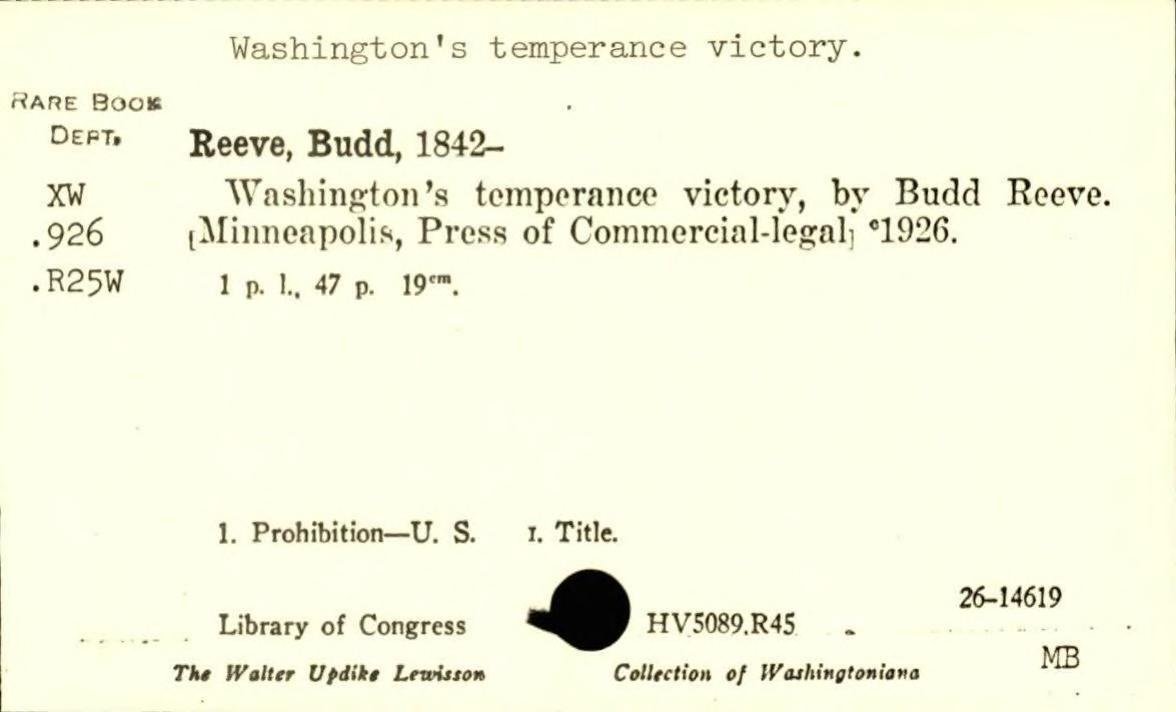 Washington's temperance victory.
RARE BOOK
DEPT.
Reeve, Budd, 1842–
XW
Washington's temperance victory, by Budd Reeve.
.926
[Minneapolis, Press of Commercial-legal] ᶜ1926.
.R25W
1 p. l., 47 p. 19ᶜᵐ.
1. Prohibition—U. S. I. Title.
26–14619
Library of Congress HV5089.R45
The Walter Updike Lewisson Collection of Washingtoniana
MB